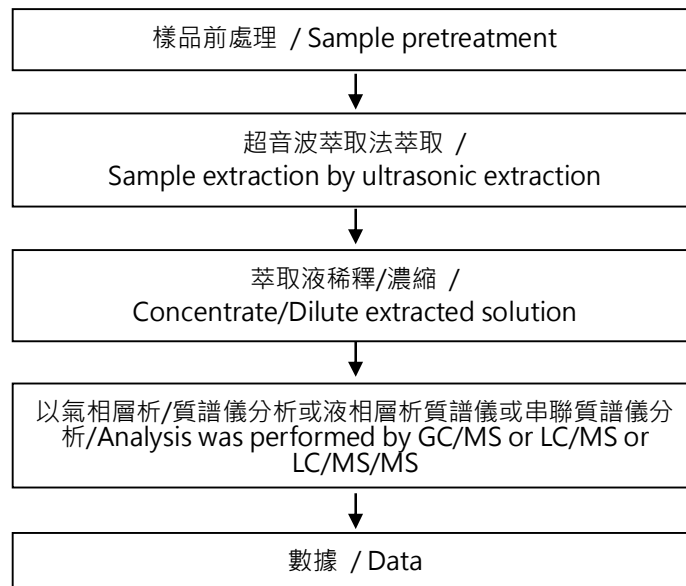 樣品前處理 / Sample pretreatment
超音波萃取法萃取 /
Sample extraction by ultrasonic extraction
萃取液稀釋/濃縮 /
Concentrate/Dilute extracted solution
以氣相層析/質譜儀分析或液相層析質譜儀或串聯質譜儀分
析/Analysis was performed by GC/MS or LC/MS or
LC/MS/MS
數據 / Data